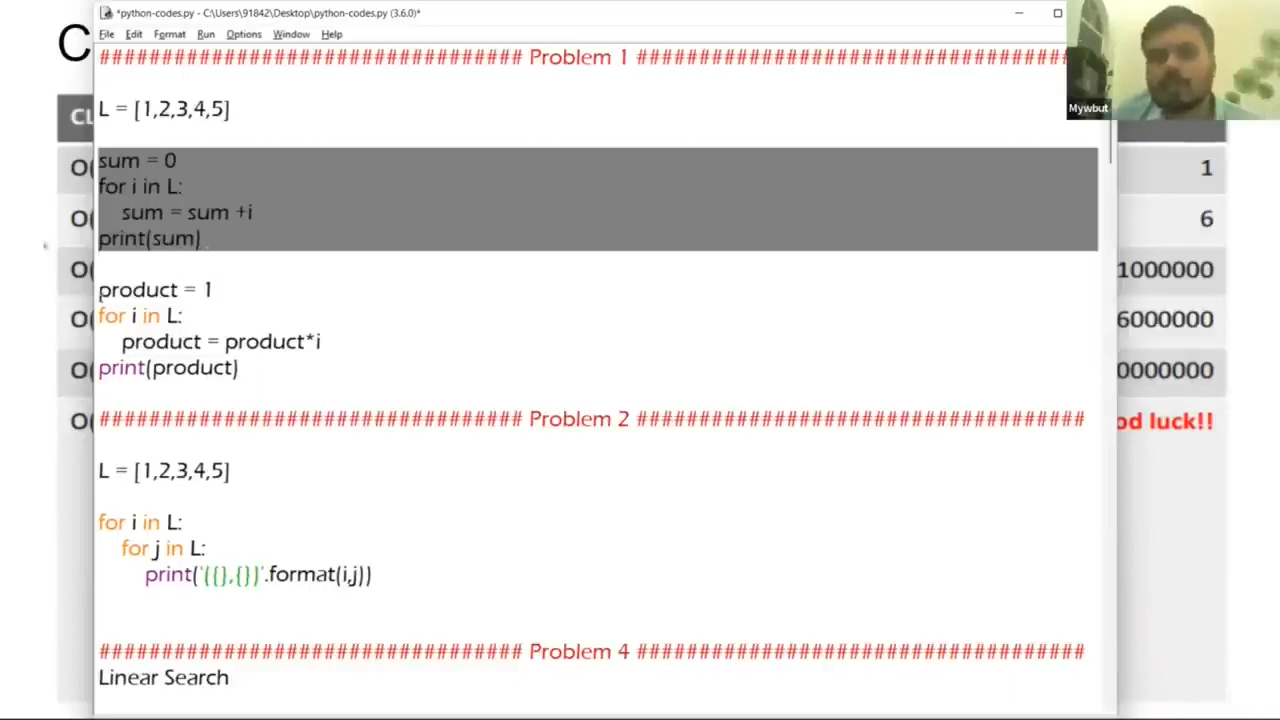 *python-codes.py - C:\Users\91842\Desktop\python-codes.py (3.6.0)*
File Edit Format Run Options Window Help
################################## Problem 1 ###################################
L = [1,2,3,4,5]
sum = 0
for i in L:
sum = sum +i
print(sum)
product = 1
for i in L:
product = product*i
print(product)
################################## Problem 2 ####################################
L = [1,2,3,4,5]
for i in L:
for j in L:
print('({},{})'.format(i,j))
################################## Problem 4 ####################################
Linear Search
Mywbut
C
CL
O(
O(
O(
O(
O(
O(
1
6
1000000
6000000
0000000
od luck!!